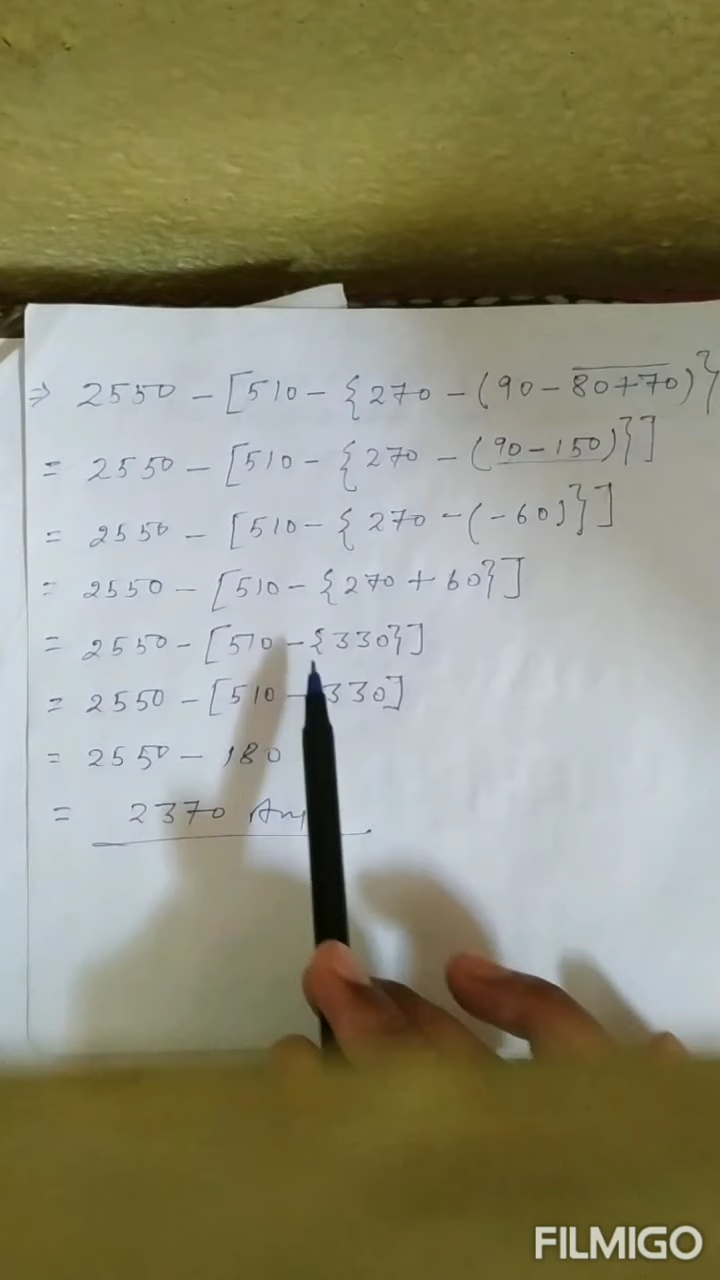 ⇒ 2550 - [510 - {270 - (90 - 80+70)}
= 2550 - [510 - {270 - (90 - 150)}]
= 2550 - [510 - {270 - (-60)}]
= 2550 - [510 - {270 + 60}]
= 2550 - [510 - {330}]
= 2550 - [510 - 330]
= 2550 - 180
= 2370 Ans
FILMIGO